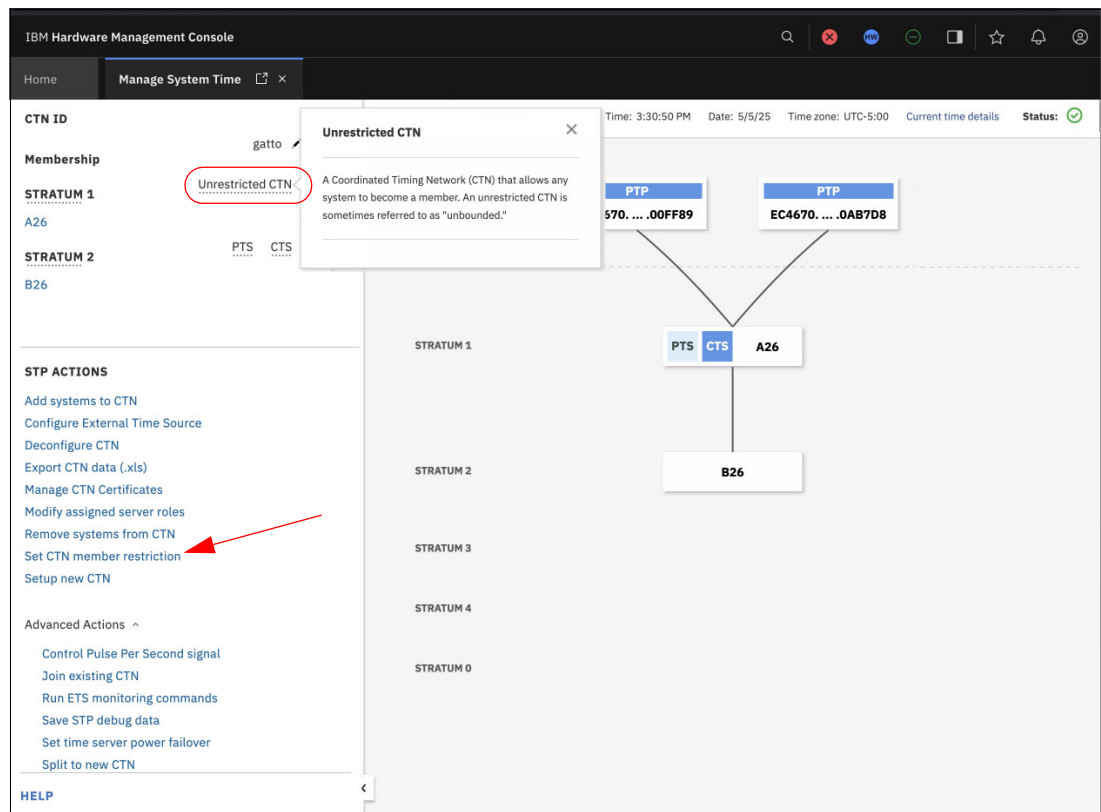 IBM Hardware Management Console
HW
Home
Manage System Time
CTN ID
gatto
Membership
Unrestricted CTN
STRATUM 1
A26
PTS CTS
STRATUM 2
B26
Unrestricted CTN
A Coordinated Timing Network (CTN) that allows any
system to become a member. An unrestricted CTN is
sometimes referred to as "unbounded."
Time: 3:30:50 PM Date: 5/5/25 Time zone: UTC-5:00 Current time details Status:
PTP
670. ... .00FF89
PTP
EC4670. ... .0AB7D8
STRATUM 1
PTS CTS A26
STRATUM 2
B26
STRATUM 3
STRATUM 4
STRATUM 0
STP ACTIONS
Add systems to CTN
Configure External Time Source
Deconfigure CTN
Export CTN data (.xls)
Manage CTN Certificates
Modify assigned server roles
Remove systems from CTN
Set CTN member restriction
Setup new CTN
Advanced Actions
Control Pulse Per Second signal
Join existing CTN
Run ETS monitoring commands
Save STP debug data
Set time server power failover
Split to new CTN
HELP